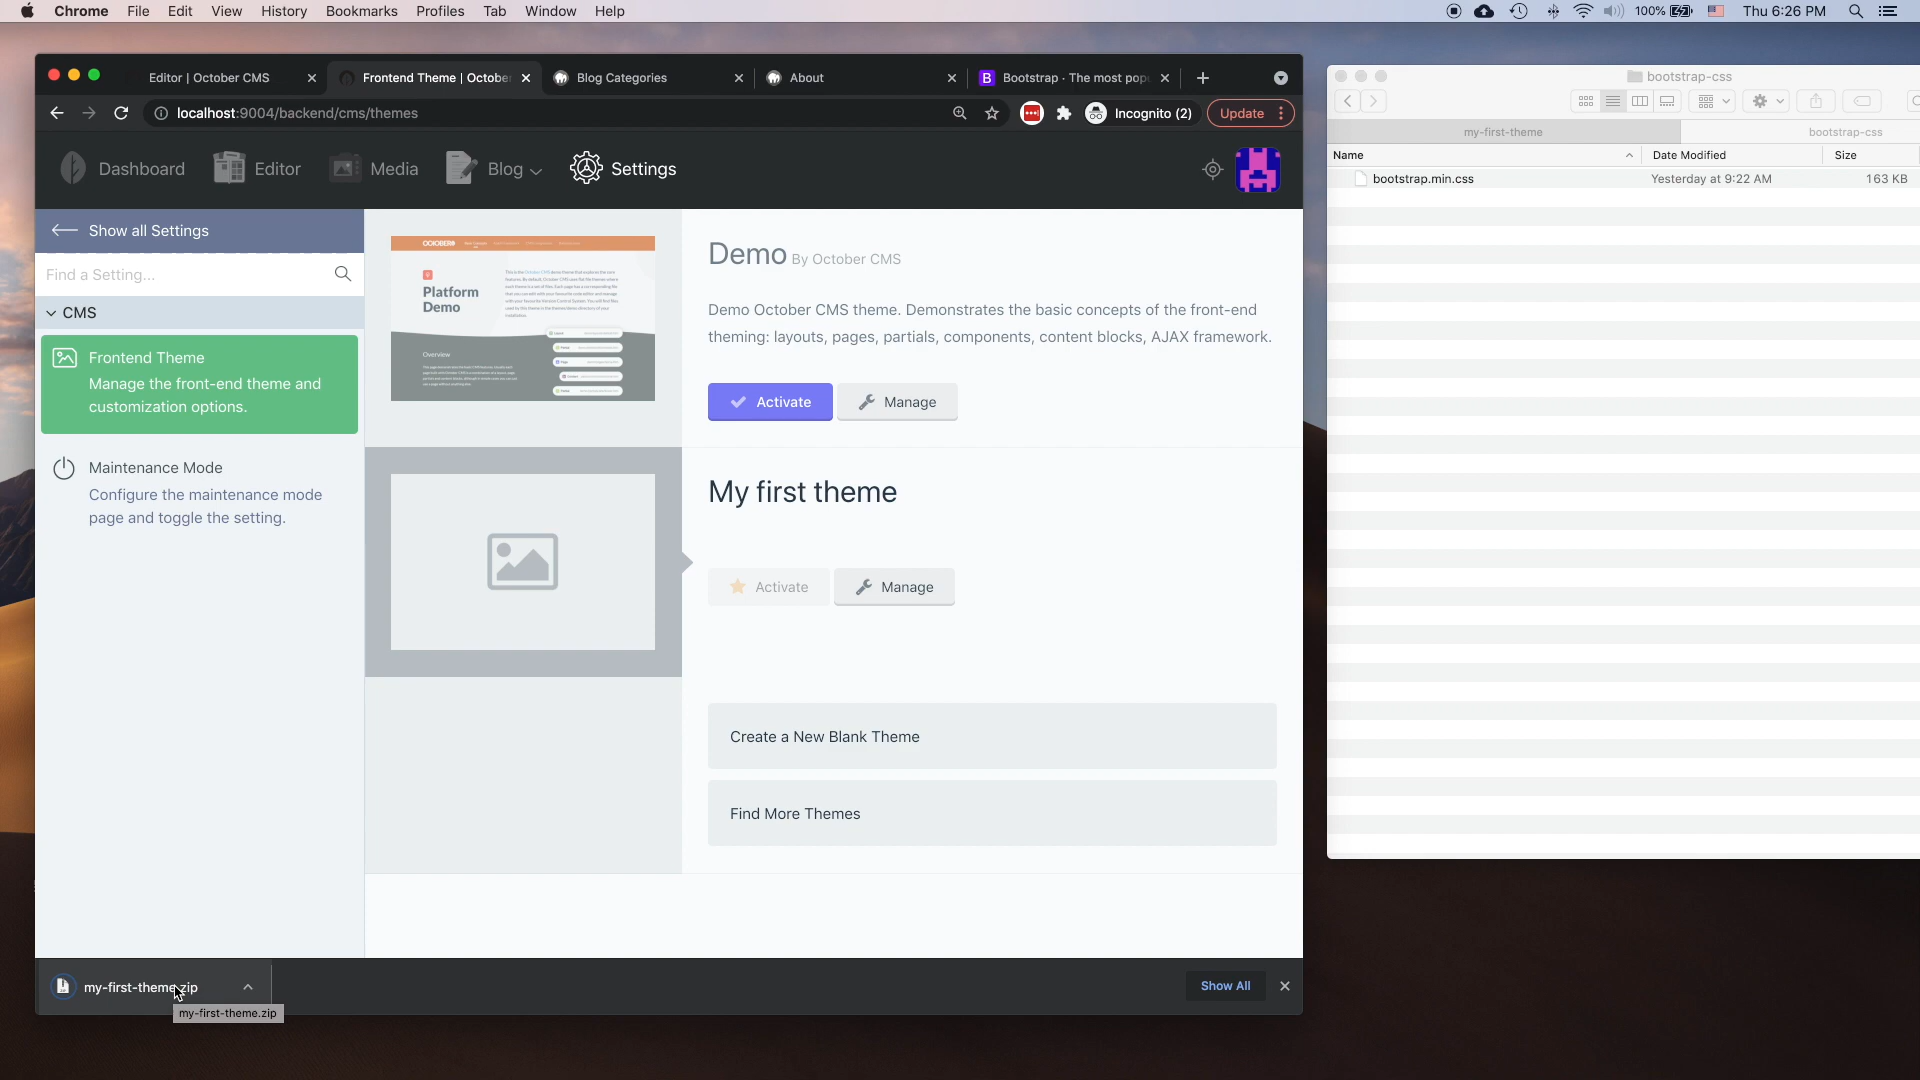 Chrome File Edit View History Bookmarks Profiles Tab Window Help
100% Thu 6:26 PM
Editor | October CMS
Frontend Theme | Octobe
Blog Categories
About
Bootstrap · The most pop
localhost:9004/backend/cms/themes
Incognito (2)
Update
Dashboard
Editor
Media
Blog
Settings
Show all Settings
Find a Setting...
CMS
Frontend Theme
Manage the front-end theme and
customization options.
Maintenance Mode
Configure the maintenance mode
page and toggle the setting.
OCTOBER
Platform
Demo
Overview
Demo By October CMS
Demo October CMS theme. Demonstrates the basic concepts of the front-end
theming: layouts, pages, partials, components, content blocks, AJAX framework.
Activate
Manage
My first theme
Activate
Manage
Create a New Blank Theme
Find More Themes
my-first-theme.zip
my-first-theme.zip
Show All
bootstrap-css
my-first-theme
bootstrap-css
Name
Date Modified
Size
bootstrap.min.css
Yesterday at 9:22 AM
163 KB